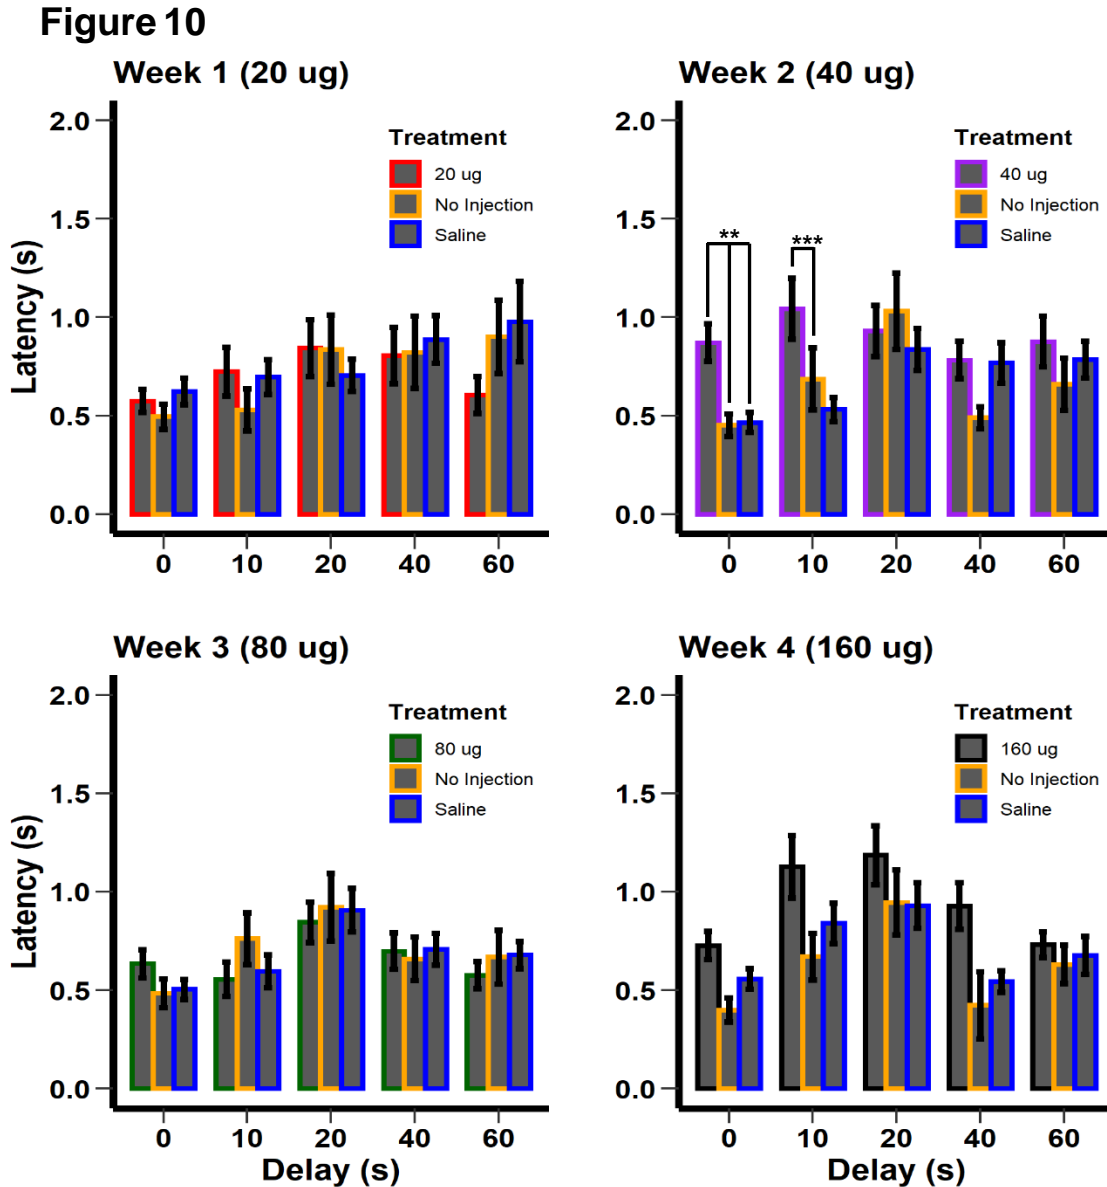 Figure 10
Week 1 (20 ug)
2.0
1.5
1.0
0.5
0.0
Latency (s)
Treatment
20 ug
No Injection
Saline
0 10 20 40 60
Week 2 (40 ug)
2.0
1.5
1.0
0.5
0.0
Treatment
40 ug
No Injection
Saline
**
***
0 10 20 40 60
Week 3 (80 ug)
2.0
1.5
1.0
0.5
0.0
Latency (s)
Treatment
80 ug
No Injection
Saline
0 10 20 40 60
Delay (s)
Week 4 (160 ug)
2.0
1.5
1.0
0.5
0.0
Treatment
160 ug
No Injection
Saline
0 10 20 40 60
Delay (s)